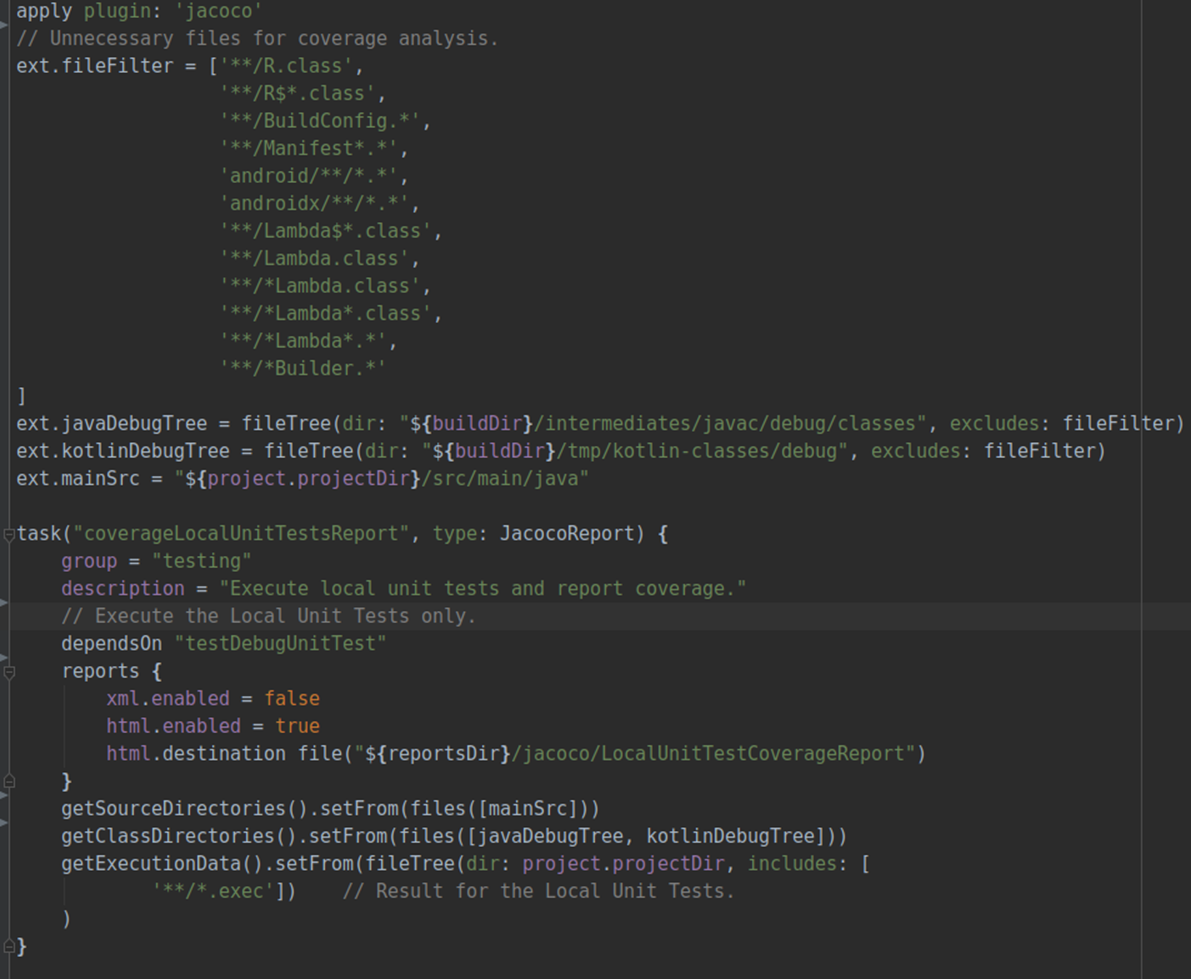 apply plugin: 'jacoco'
// Unnecessary files for coverage analysis.
ext.fileFilter = ['**/R.class',
                  '**/R$*.class',
                  '**/BuildConfig.*',
                  '**/Manifest*.*',
                  'android/**/*.*',
                  'androidx/**/*.*',
                  '**/Lambda$*.class',
                  '**/Lambda.class',
                  '**/*Lambda.class',
                  '**/*Lambda*.class',
                  '**/*Lambda*.*',
                  '**/*Builder.*'
]
ext.javaDebugTree = fileTree(dir: "${buildDir}/intermediates/javac/debug/classes", excludes: fileFilter)
ext.kotlinDebugTree = fileTree(dir: "${buildDir}/tmp/kotlin-classes/debug", excludes: fileFilter)
ext.mainSrc = "${project.projectDir}/src/main/java"

task("coverageLocalUnitTestsReport", type: JacocoReport) {
    group = "testing"
    description = "Execute local unit tests and report coverage."
    // Execute the Local Unit Tests only.
    dependsOn "testDebugUnitTest"
    reports {
        xml.enabled = false
        html.enabled = true
        html.destination file("${reportsDir}/jacoco/LocalUnitTestCoverageReport")
    }
    getSourceDirectories().setFrom(files([mainSrc]))
    getClassDirectories().setFrom(files([javaDebugTree, kotlinDebugTree]))
    getExecutionData().setFrom(fileTree(dir: project.projectDir, includes: [
            '**/*.exec'])    // Result for the Local Unit Tests.
    )
}